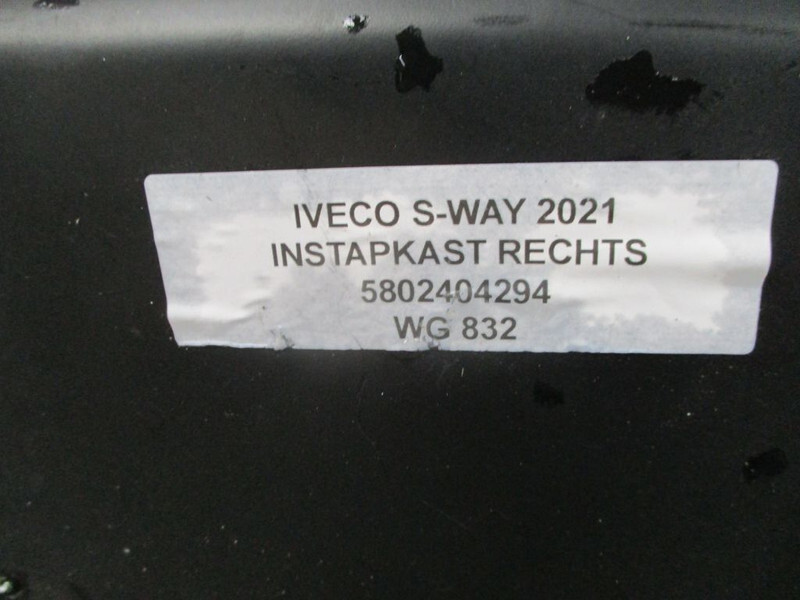 IVECO S-WAY 2021
INSTAPKAST RECHTS
5802404294
WG 832